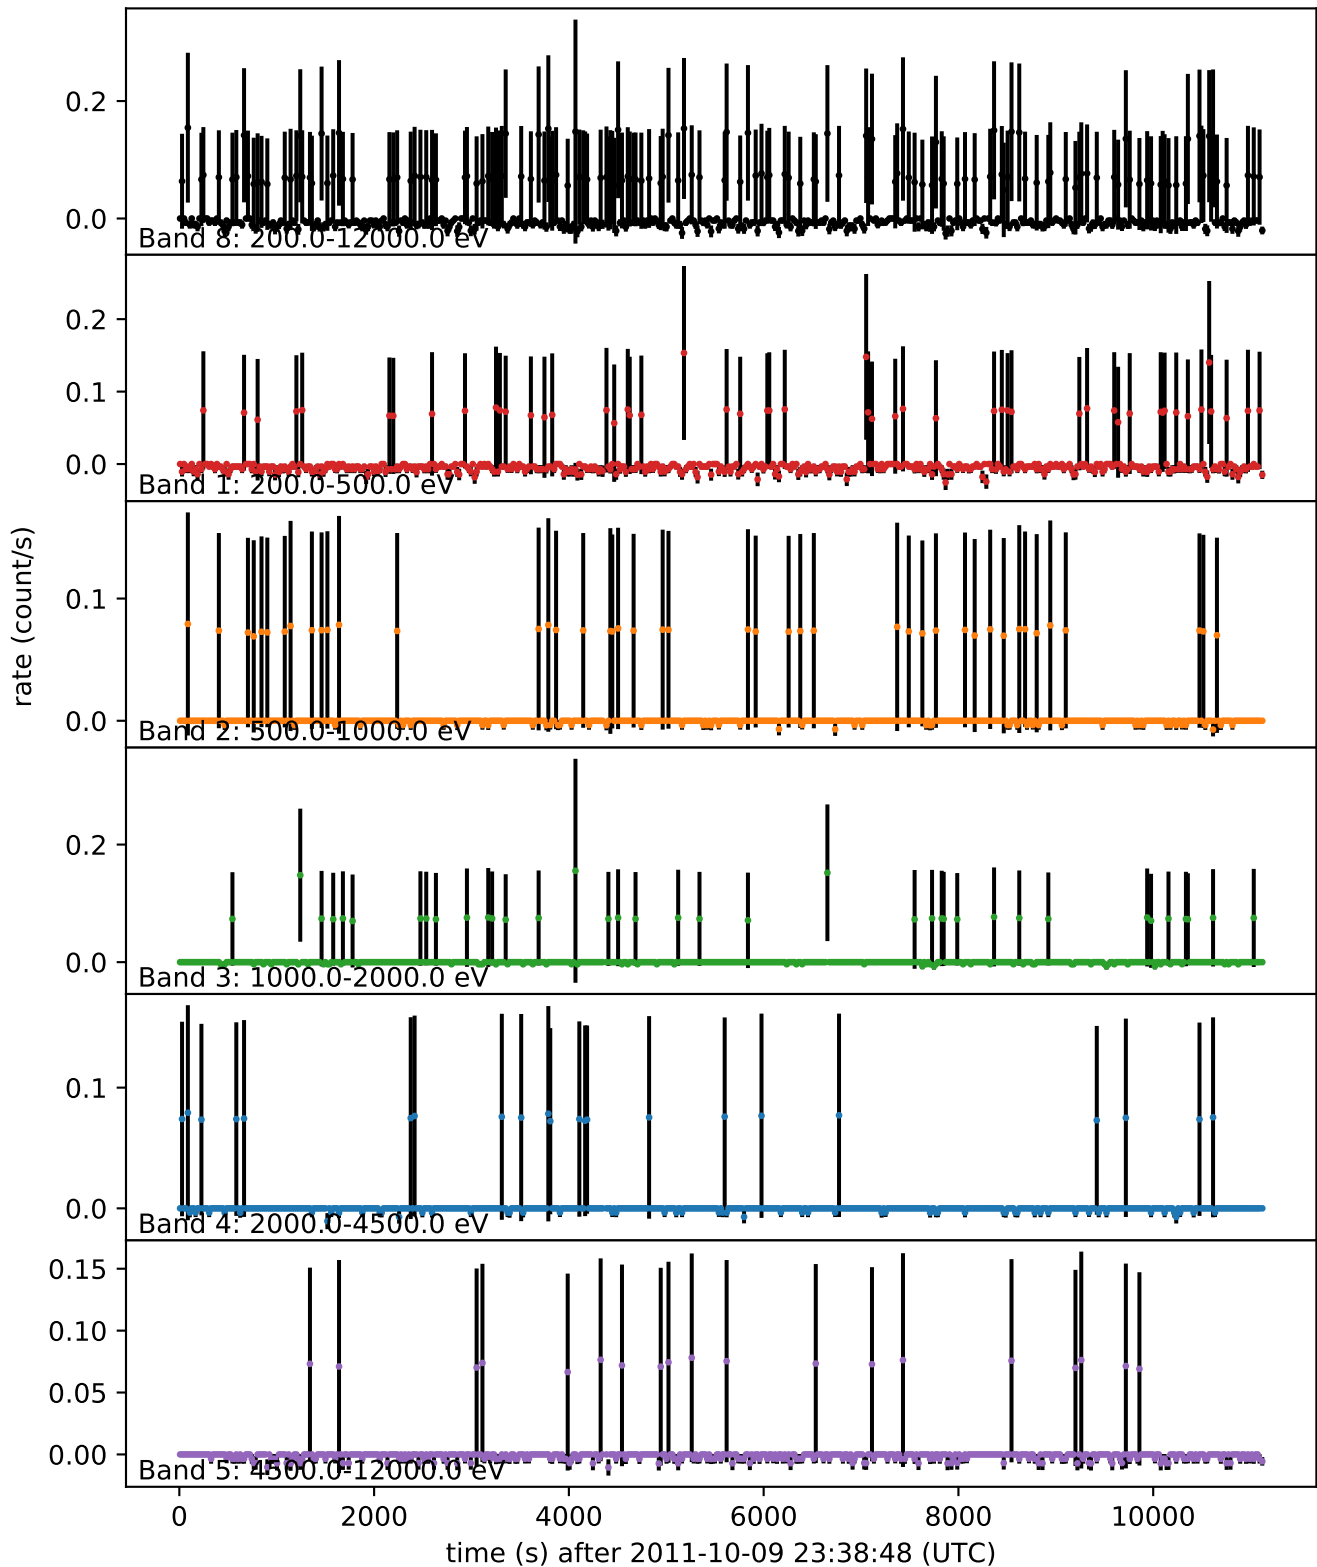 0.2
0.0
Band 8: 200.0-12000.0 eV
0.2
0.1
0.0
Band 1: 200.0-500.0 eV
0.1
0.0
Band 2: 500.0-1000.0 eV
rate (count/s)
0.2
0.0
Band 3: 1000.0-2000.0 eV
0.1
0.0
Band 4: 2000.0-4500.0 eV
0.15
0.10
0.05
0.00
Band 5: 4500.0-12000.0 eV
0 2000 4000 6000 8000 10000
time (s) after 2011-10-09 23:38:48 (UTC)